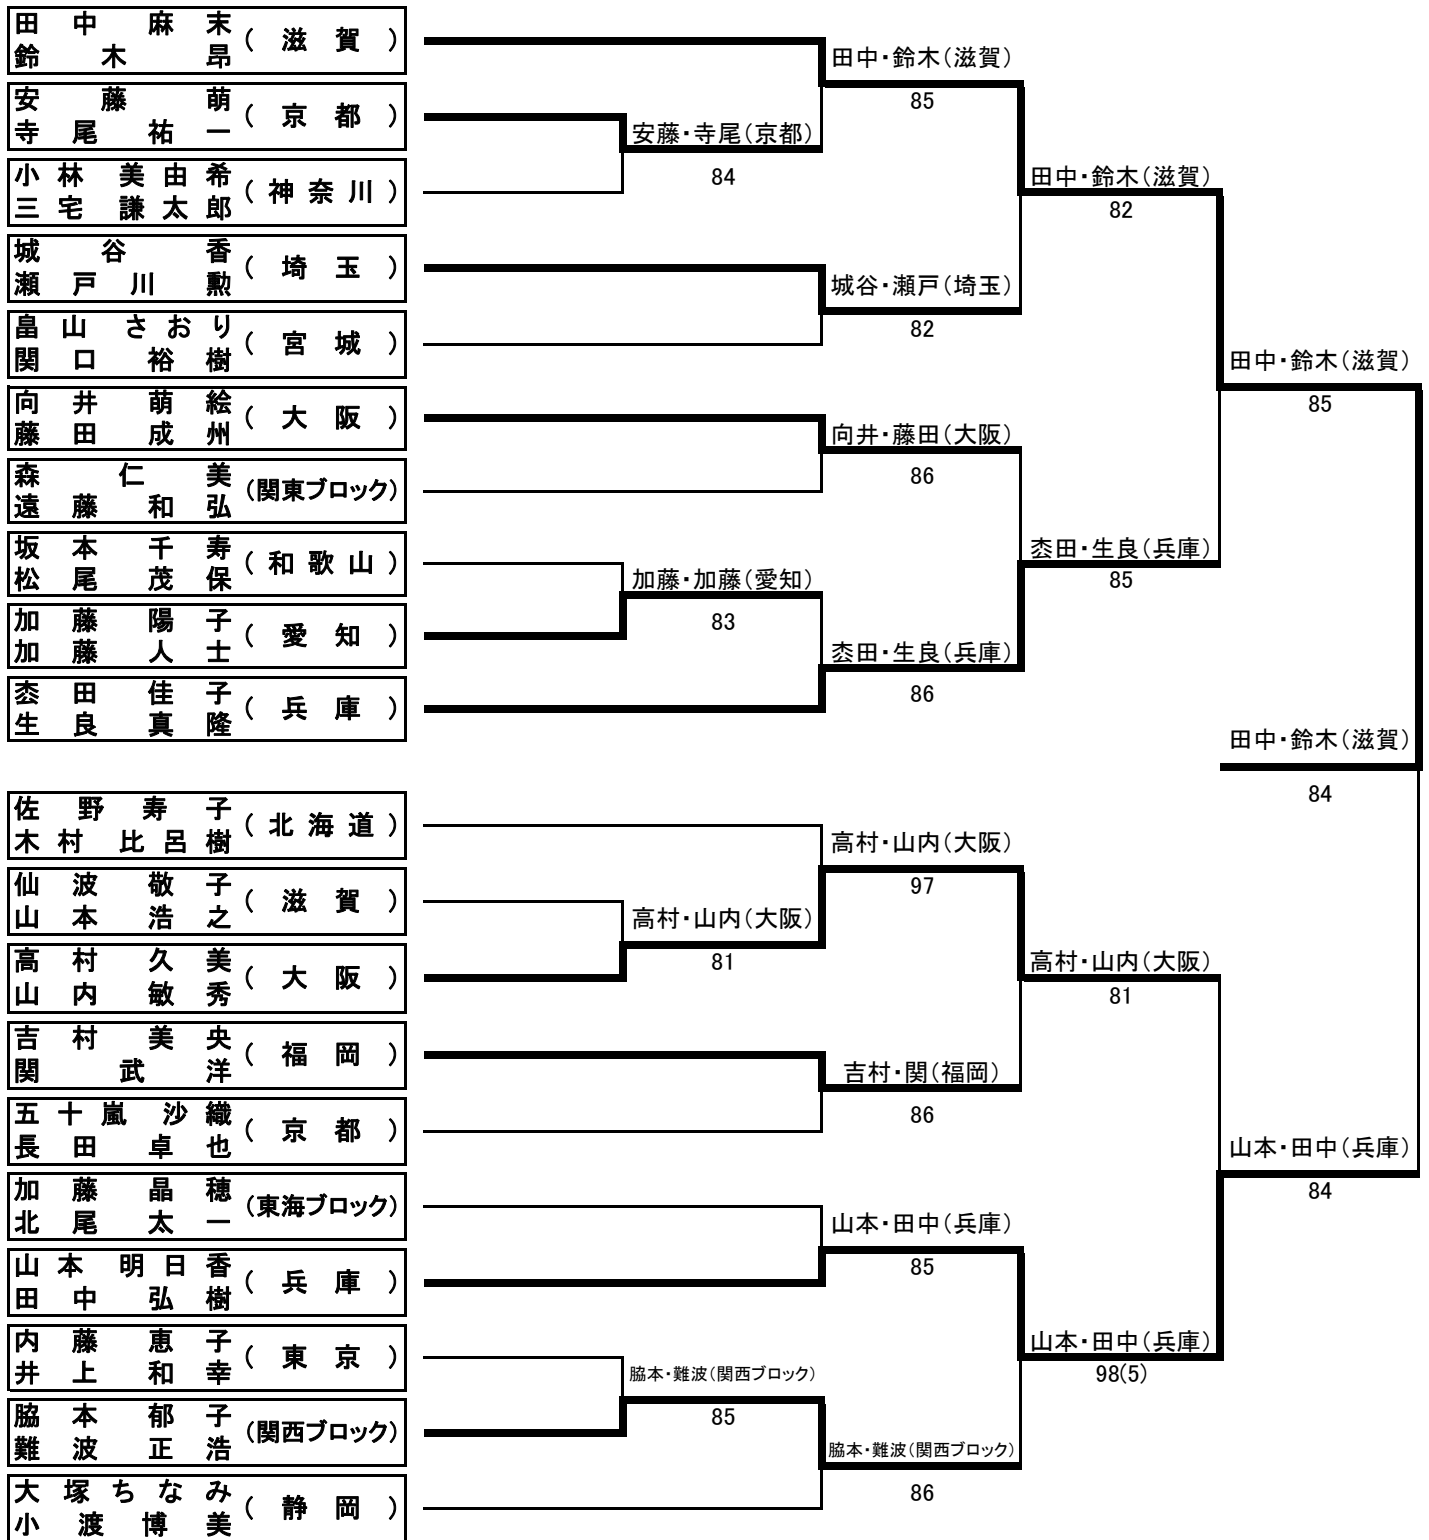 田中麻末
鈴木昂
(滋賀)
安藤萌
寺尾祐一
(京都)
小林美由希
三宅謙太郎
(神奈川)
城谷香
瀬戸川勲
(埼玉)
畠山さおり
関口裕樹
(宮城)
向井萌絵
藤田成州
(大阪)
森仁美
遠藤和弘
(関東ブロック)
坂本千寿
松尾茂保
(和歌山)
加藤陽子
加藤人士
(愛知)
枩田佳子
生良真隆
(兵庫)
佐野寿子
木村比呂樹
(北海道)
仙波敬子
山本浩之
(滋賀)
高村久美
山内敏秀
(大阪)
吉村美央
関武洋
(福岡)
五十嵐沙織
長田卓也
(京都)
加藤晶穂
北尾太一
(東海ブロック)
山本明日香
田中弘樹
(兵庫)
内藤恵子
井上和幸
(東京)
脇本郁子
難波正浩
(関西ブロック)
大塚ちなみ
小渡博美
(静岡)
安藤・寺尾(京都)
84
加藤・加藤(愛知)
83
高村・山内(大阪)
81
脇本・難波(関西ブロック)
85
田中・鈴木(滋賀)
85
城谷・瀬戸(埼玉)
82
向井・藤田(大阪)
86
枩田・生良(兵庫)
86
高村・山内(大阪)
97
吉村・関(福岡)
86
山本・田中(兵庫)
85
脇本・難波(関西ブロック)
86
田中・鈴木(滋賀)
82
枩田・生良(兵庫)
85
高村・山内(大阪)
81
山本・田中(兵庫)
98(5)
田中・鈴木(滋賀)
85
田中・鈴木(滋賀)
84
山本・田中(兵庫)
84